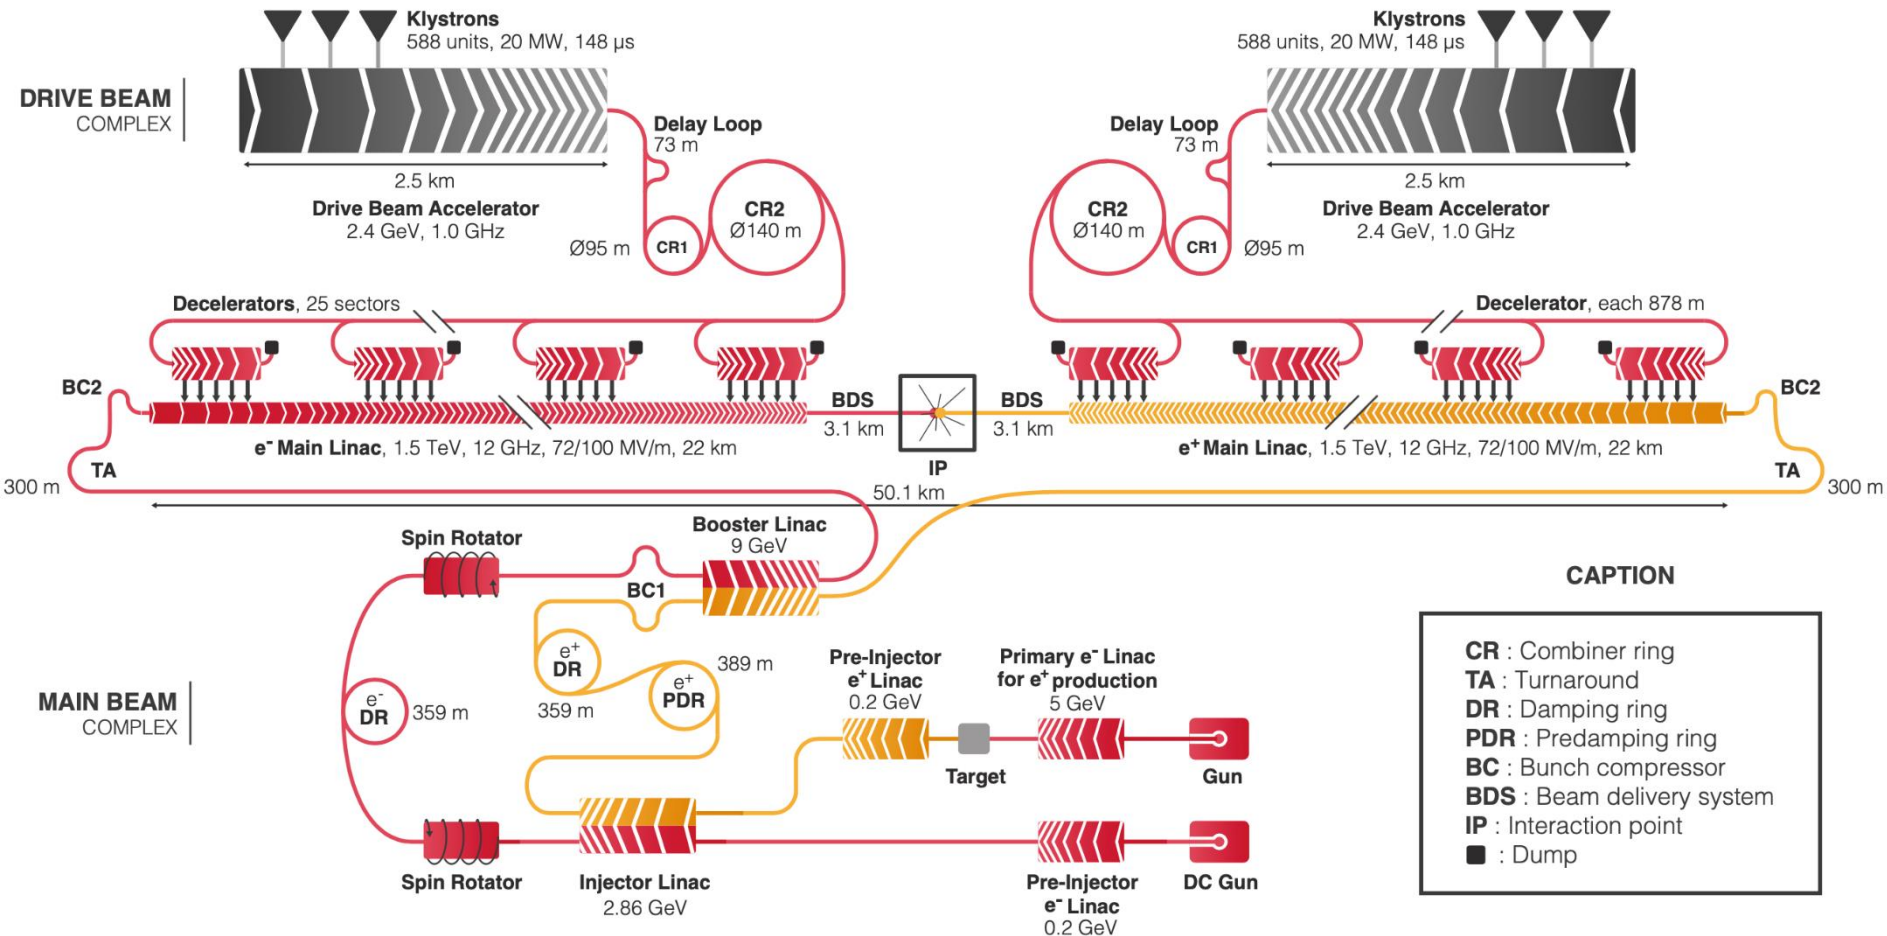 Klystrons
588 units, 20 MW, 148 µs
Klystrons
588 units, 20 MW, 148 µs
DRIVE BEAM
COMPLEX
Delay Loop
73 m
Delay Loop
73 m
2.5 km
Drive Beam Accelerator
2.4 GeV, 1.0 GHz
2.5 km
Drive Beam Accelerator
2.4 GeV, 1.0 GHz
CR2
Ø140 m
CR1
Ø95 m
CR2
Ø140 m
CR1
Ø95 m
Decelerators, 25 sectors
Decelerator, each 878 m
BC2
BDS
3.1 km
BDS
3.1 km
BC2
e⁻ Main Linac, 1.5 TeV, 12 GHz, 72/100 MV/m, 22 km
IP
e⁺ Main Linac, 1.5 TeV, 12 GHz, 72/100 MV/m, 22 km
TA
300 m
TA
300 m
50.1 km
Spin Rotator
Booster Linac
9 GeV
BC1
MAIN BEAM
COMPLEX
e⁻
DR
359 m
e⁺
DR
359 m
e⁺
PDR
389 m
Pre-Injector
e⁺ Linac
0.2 GeV
Primary e⁻ Linac
for e⁺ production
5 GeV
Target
Gun
Spin Rotator
Injector Linac
2.86 GeV
Pre-Injector
e⁻ Linac
0.2 GeV
DC Gun
CAPTION
CR : Combiner ring
TA : Turnaround
DR : Damping ring
PDR : Predamping ring
BC : Bunch compressor
BDS : Beam delivery system
IP : Interaction point
: Dump